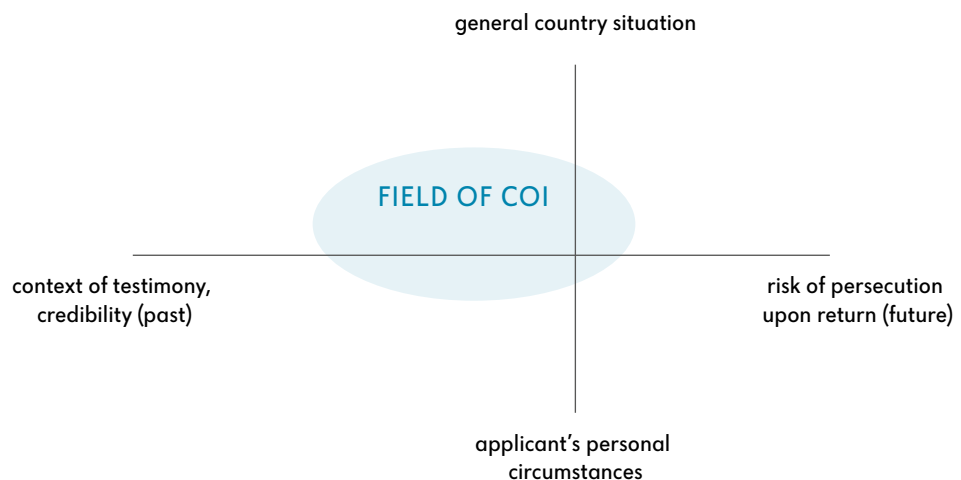 general country situation
FIELD OF COI
context of testimony,
credibility (past)
risk of persecution
upon return (future)
applicant’s personal
circumstances